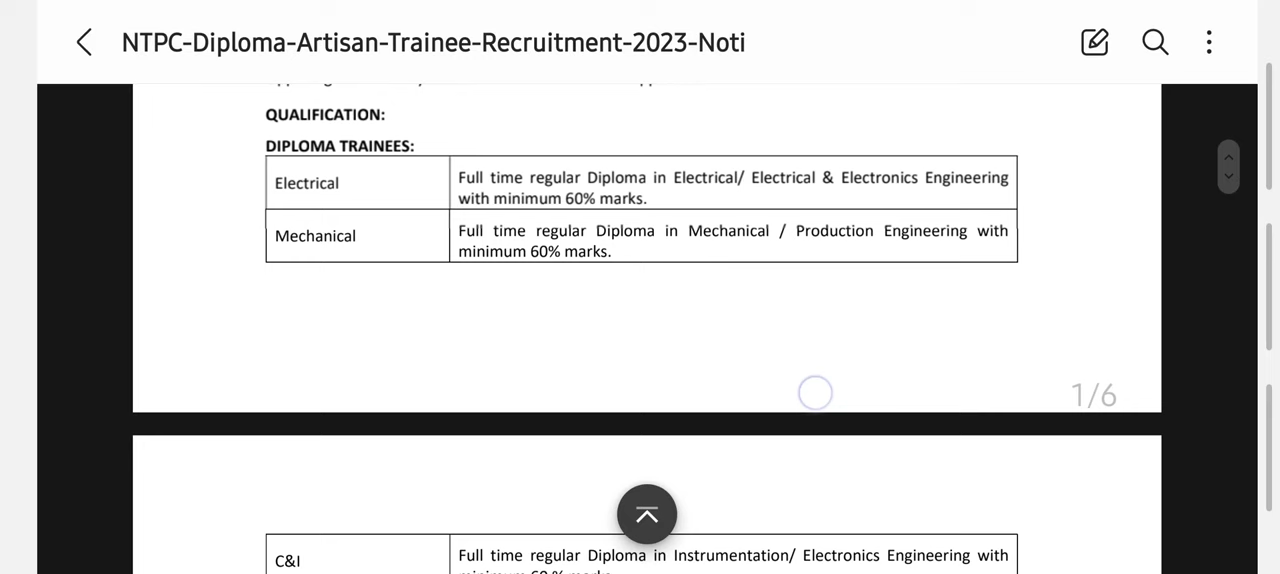 NTPC-Diploma-Artisan-Trainee-Recruitment-2023-Noti
QUALIFICATION:
DIPLOMA TRAINEES:
Electrical
Full time regular Diploma in Electrical/ Electrical & Electronics Engineering
with minimum 60% marks.
Mechanical
Full time regular Diploma in Mechanical / Production Engineering with
minimum 60% marks.
1/6
C&I
Full time regular Diploma in Instrumentation/ Electronics Engineering with